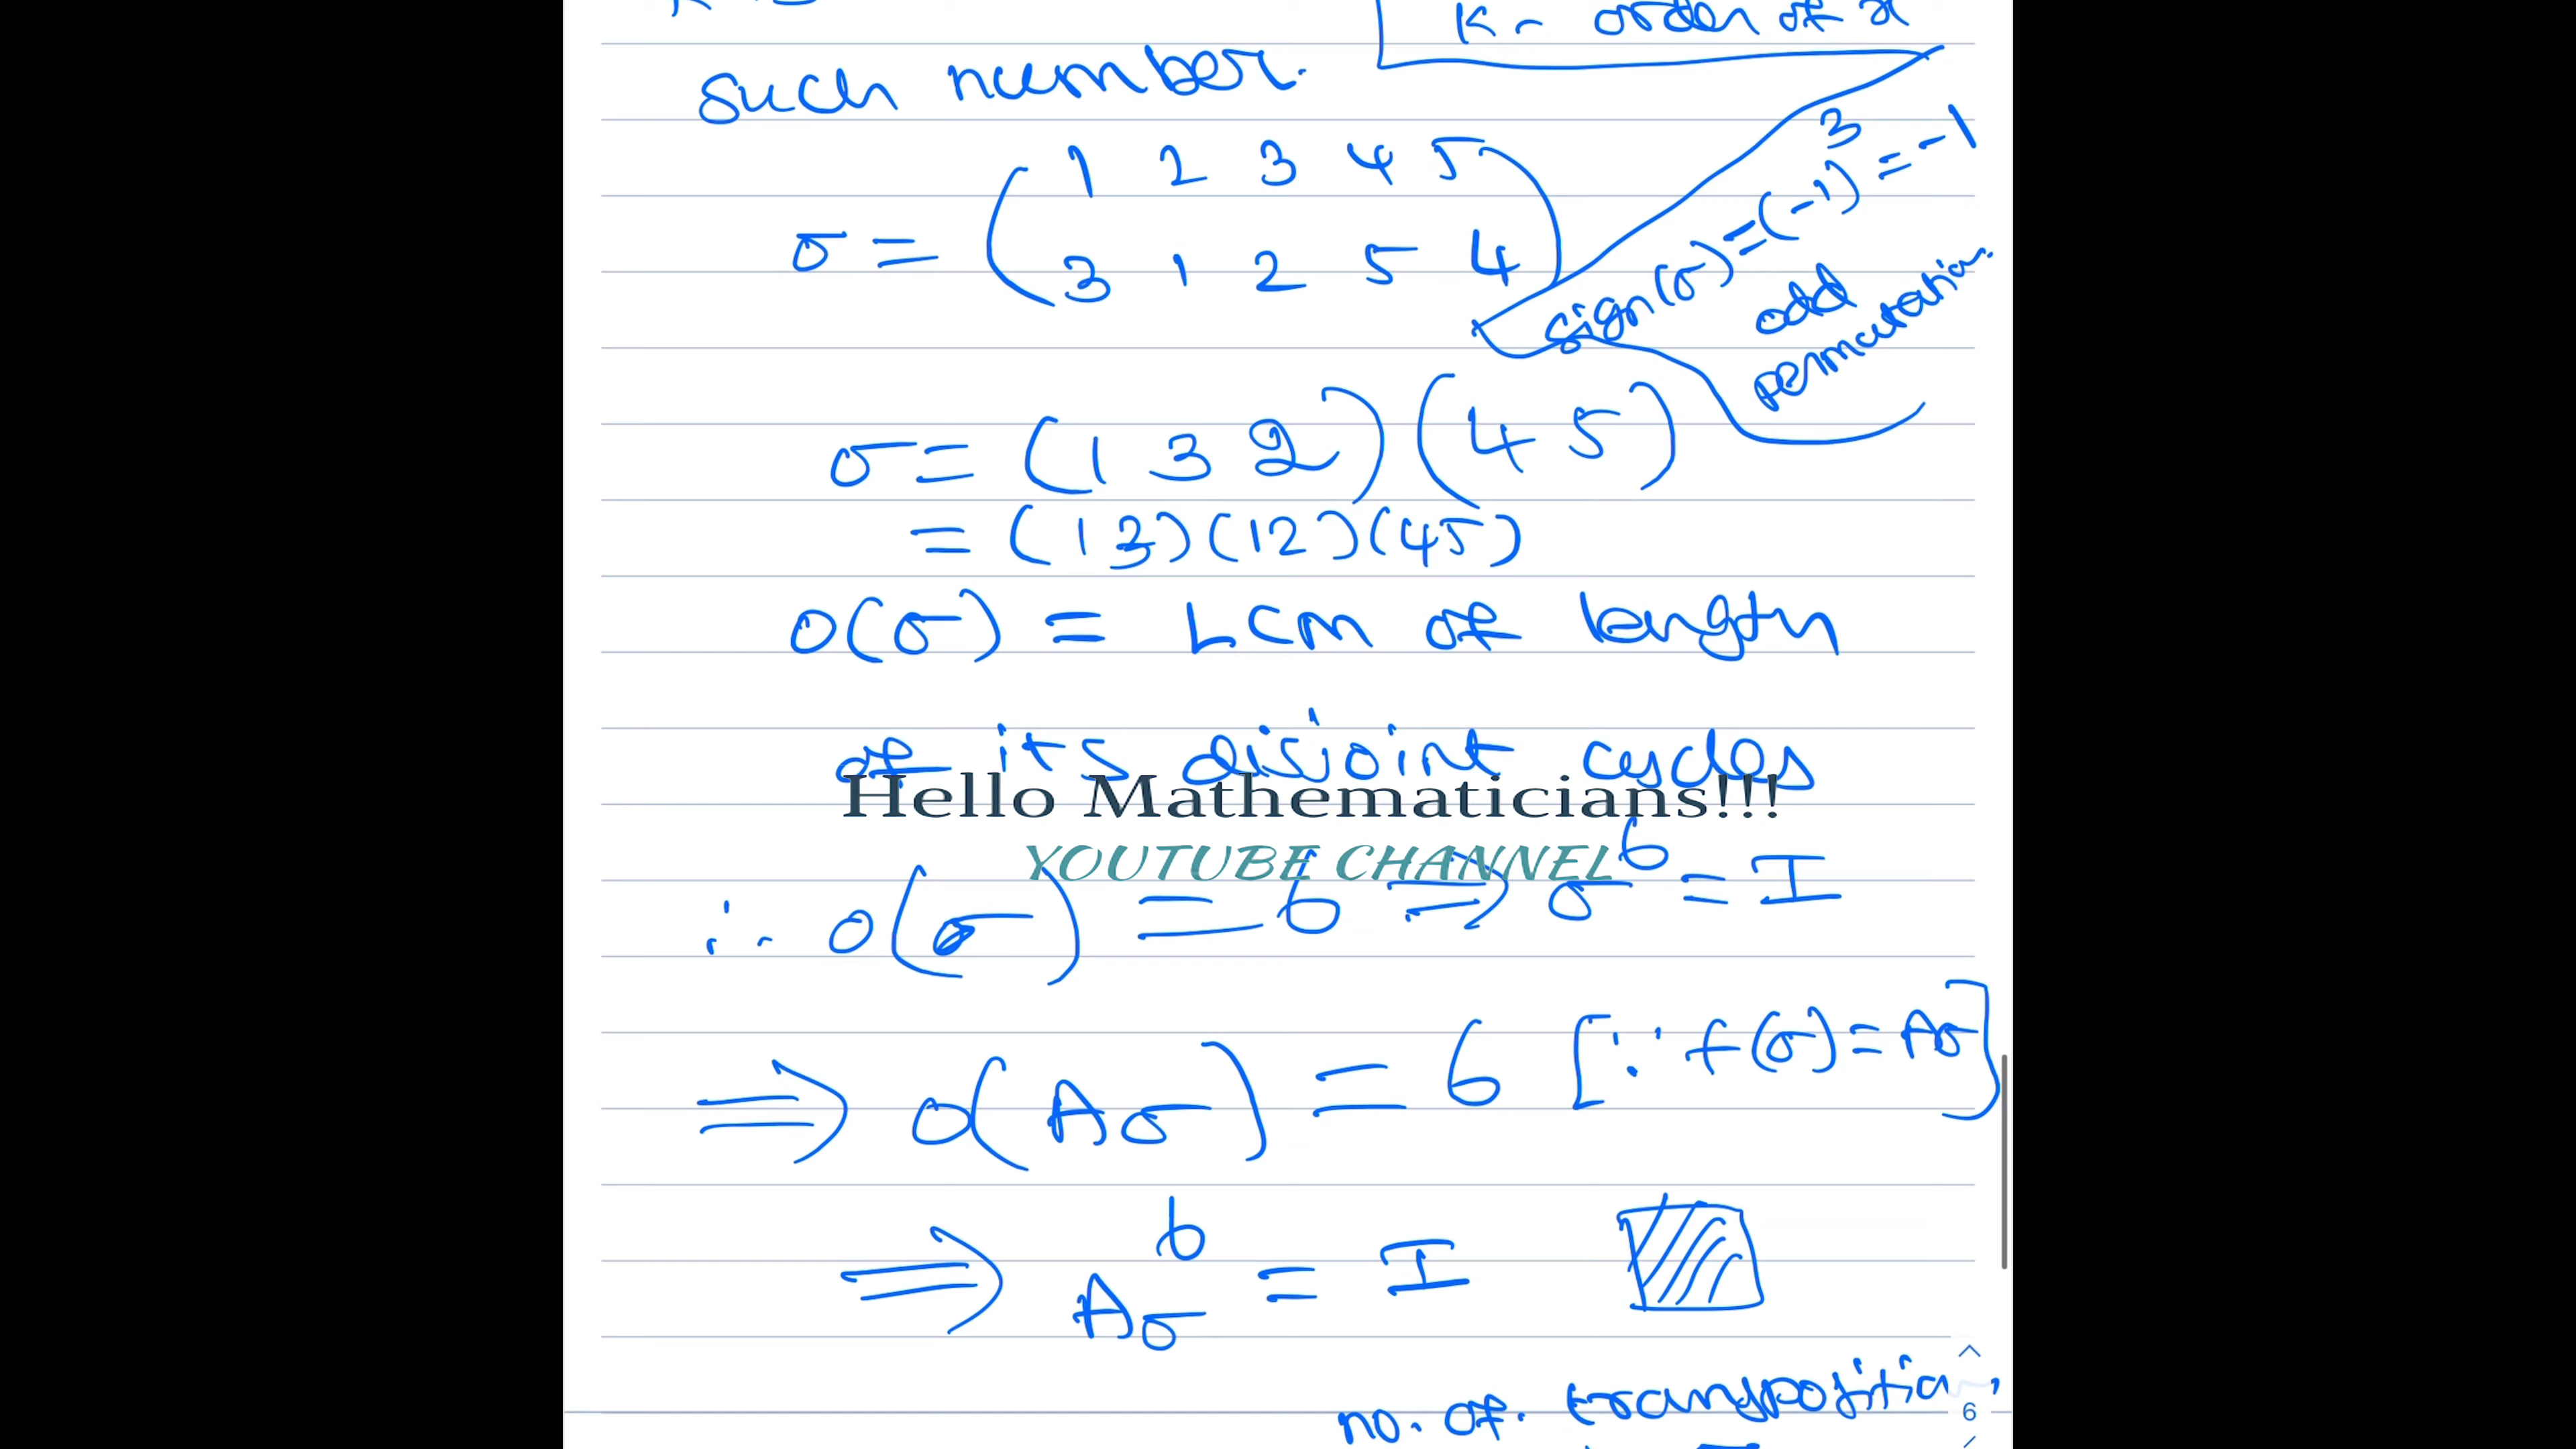 K - order of x
such number.
σ = ( 1 2 3 4 5
3 1 2 5 4 )
sign(σ) = (-1)^3 = -1
odd
permutation.
σ = (1 3 2) (4 5)
= (1 3) (1 2) (4 5)
o(σ) = LCM of length
of its disjoint cycles
Hello Mathematicians!!!
YOUTUBE CHANNEL
∴ o(σ) = 6 ⇒ σ^6 = I
⇒ o(Aσ) = 6 [∵ f(σ) = Aσ]
⇒ Aσ^6 = I
no. of. transposition,
6